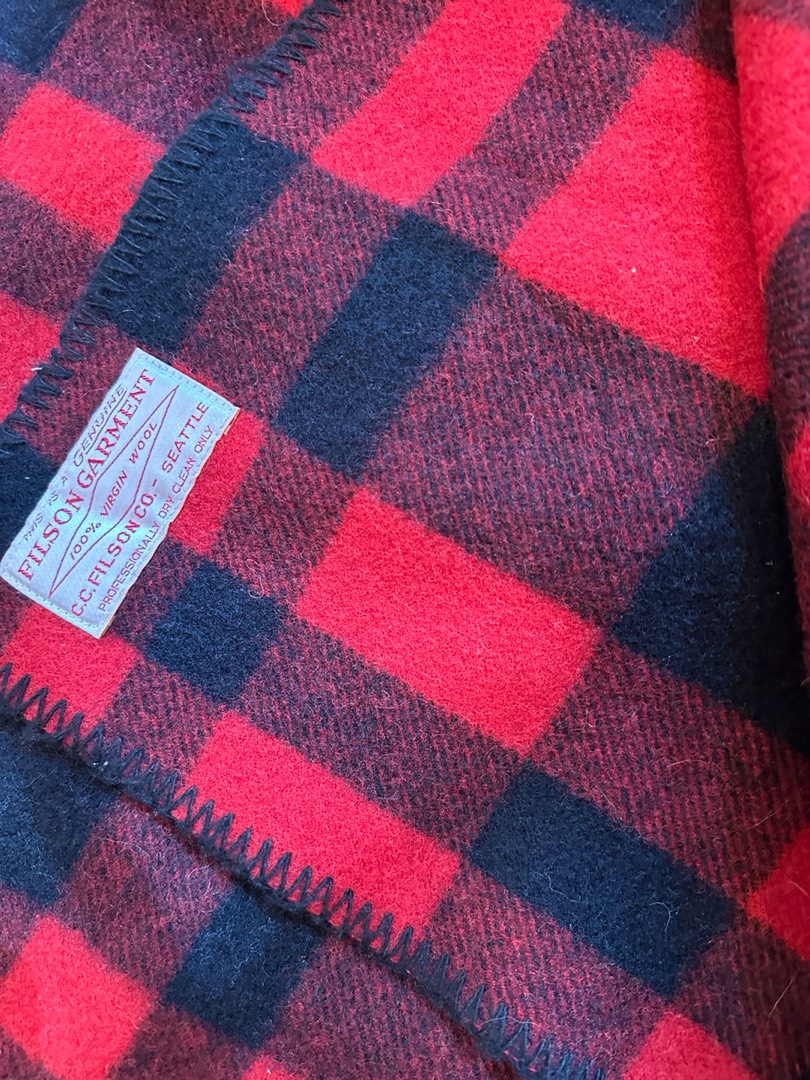 THIS IS A GENUINE
FILSON GARMENT
100% VIRGIN WOOL
C.C. FILSON CO.- SEATTLE
PROFESSIONALLY DRY CLEAN ONLY